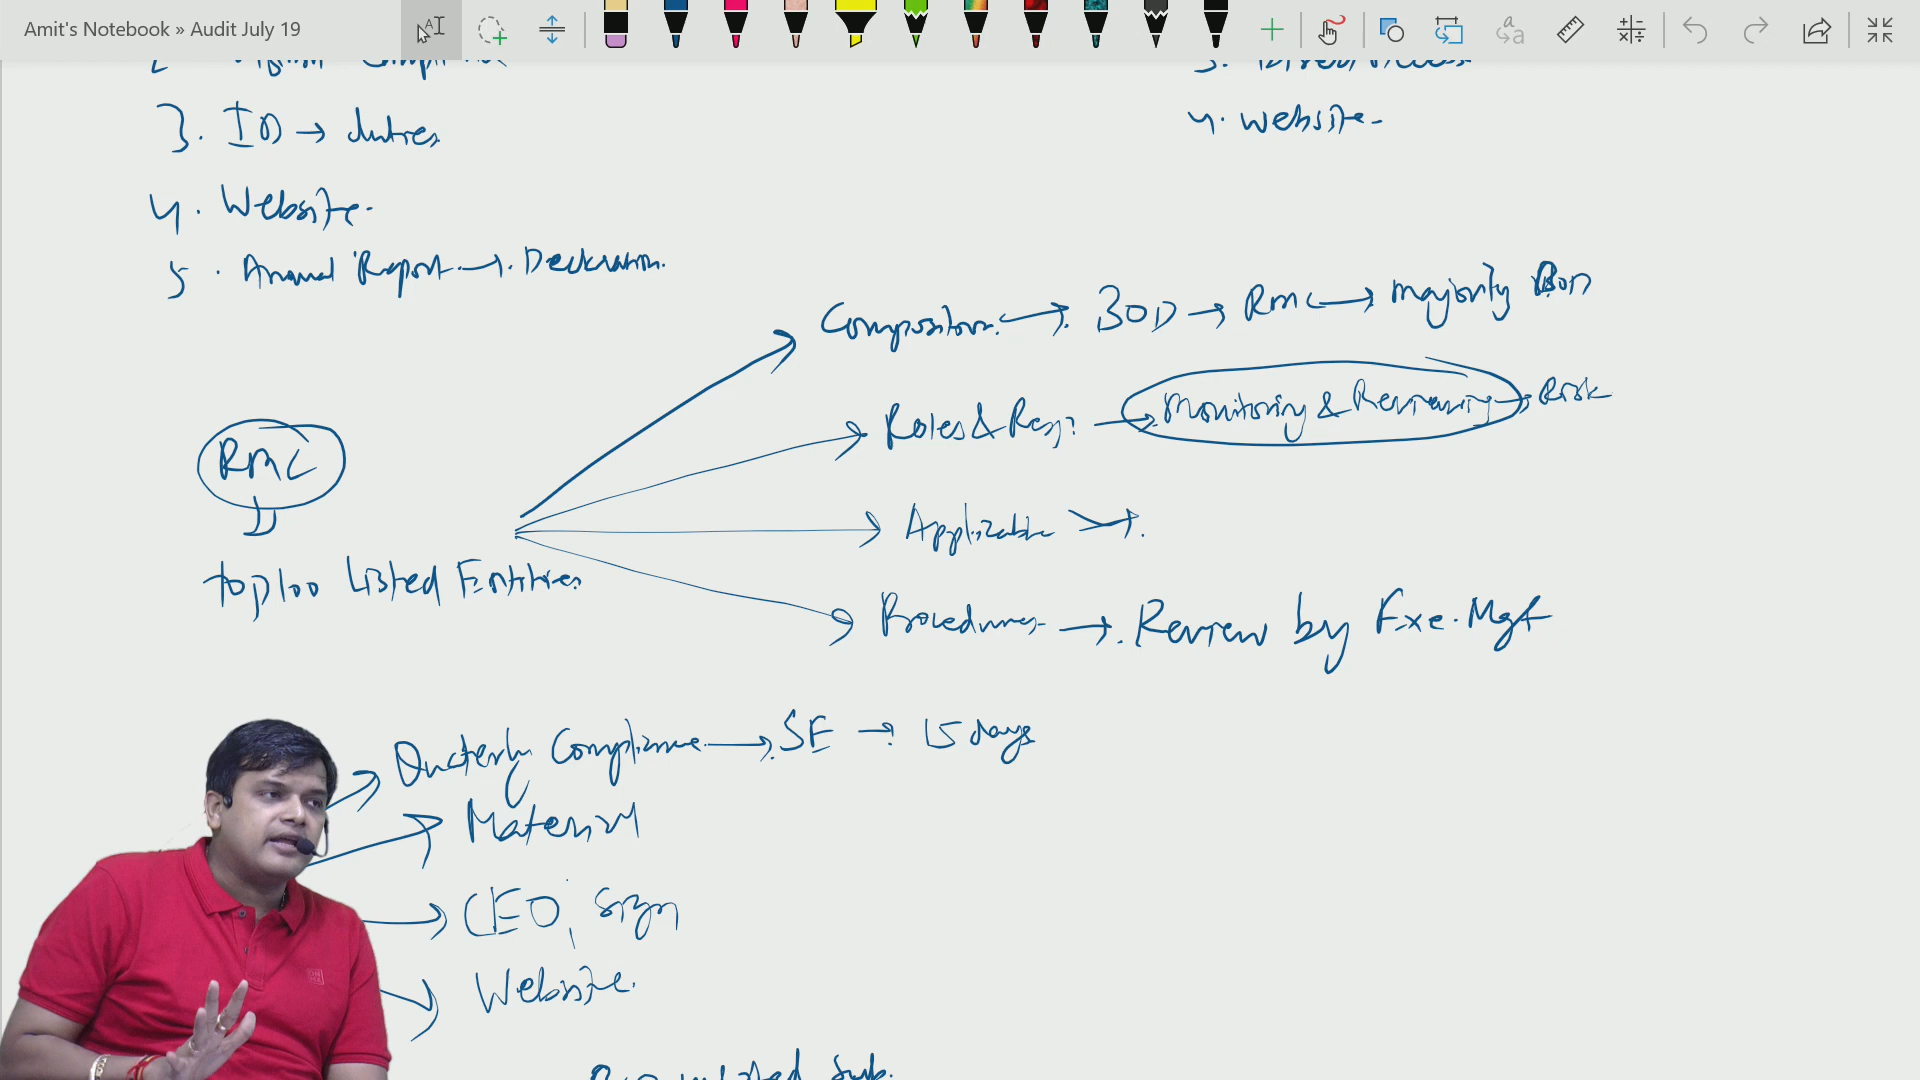 Amit's Notebook » Audit July 19
4. Website.
3. ID → duties
4. Website.
5. Annual Report → Declaration.
Composition → BOD → RMC → majority BOD
Roles & Resp → Monitoring & Reviewing → Risk
RMC
Applicable →
top 100 Listed Entities
Procedures → Review by Exe. Mgt
Quarterly Compliance → SE → 15 days
Material
CEO, sign
Website.